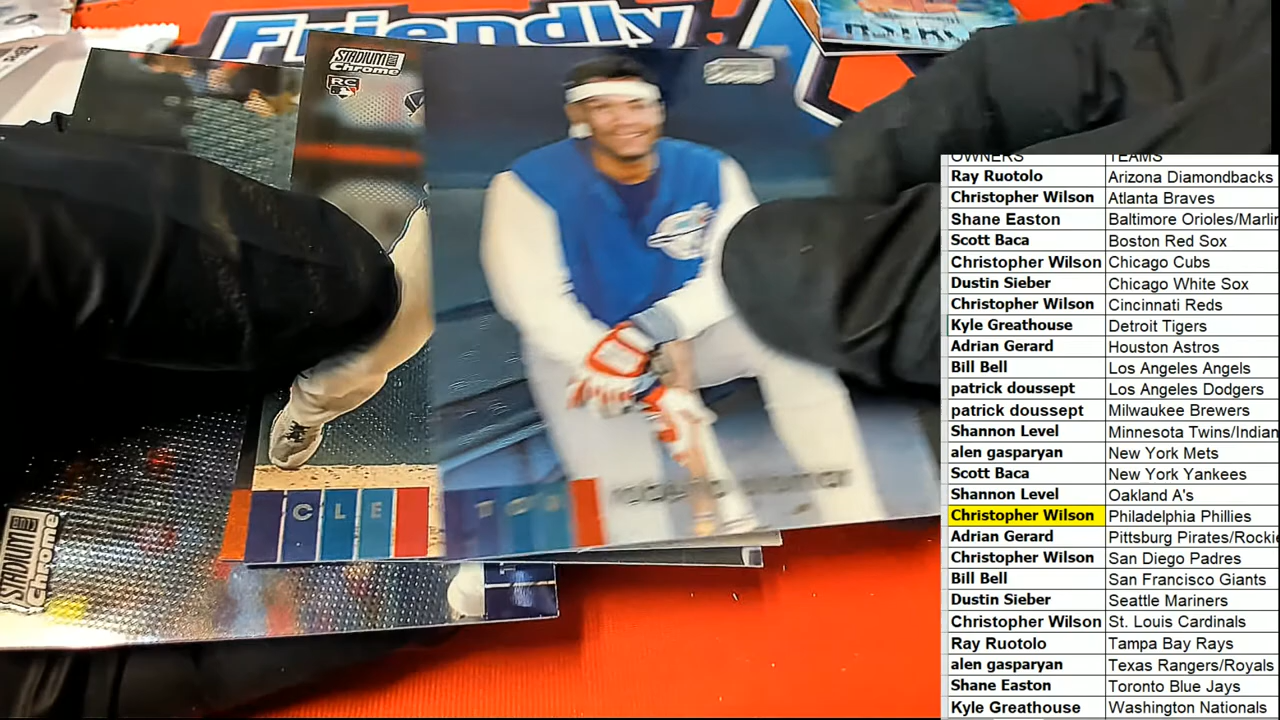 Friendly
STADIUM CLUB
Chrome
RC
CLE
TOR
STADIUM CLUB
Chrome
OWNERS TEAMS
Ray Ruotolo Arizona Diamondbacks
Christopher Wilson Atlanta Braves
Shane Easton Baltimore Orioles/Marli
Scott Baca Boston Red Sox
Christopher Wilson Chicago Cubs
Dustin Sieber Chicago White Sox
Christopher Wilson Cincinnati Reds
Kyle Greathouse Detroit Tigers
Adrian Gerard Houston Astros
Bill Bell Los Angeles Angels
patrick doussept Los Angeles Dodgers
patrick doussept Milwaukee Brewers
Shannon Level Minnesota Twins/Indian
alen gasparyan New York Mets
Scott Baca New York Yankees
Shannon Level Oakland A's
Christopher Wilson Philadelphia Phillies
Adrian Gerard Pittsburg Pirates/Rockie
Christopher Wilson San Diego Padres
Bill Bell San Francisco Giants
Dustin Sieber Seattle Mariners
Christopher Wilson St. Louis Cardinals
Ray Ruotolo Tampa Bay Rays
alen gasparyan Texas Rangers/Royals
Shane Easton Toronto Blue Jays
Kyle Greathouse Washington Nationals